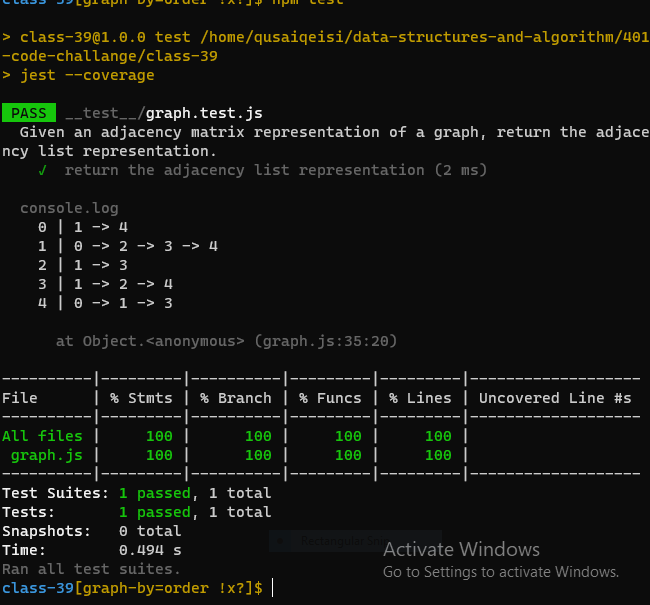 class-39[graph-by=order !x?]$ npm test
> class-39@1.0.0 test /home/qusaiqeisi/data-structures-and-algorithm/401
-code-challange/class-39
> jest --coverage
PASS __test__/graph.test.js
Given an adjacency matrix representation of a graph, return the adjace
ncy list representation.
✓ return the adjacency list representation (2 ms)
console.log
0 | 1 -> 4
1 | 0 -> 2 -> 3 -> 4
2 | 1 -> 3
3 | 1 -> 2 -> 4
4 | 0 -> 1 -> 3
at Object.<anonymous> (graph.js:35:20)
----------|---------|----------|---------|---------|-------------------
File      | % Stmts | % Branch | % Funcs | % Lines | Uncovered Line #s
----------|---------|----------|---------|---------|-------------------
All files |     100 |      100 |     100 |     100 |
 graph.js |     100 |      100 |     100 |     100 |
----------|---------|----------|---------|---------|-------------------
Test Suites: 1 passed, 1 total
Tests:       1 passed, 1 total
Snapshots:   0 total
Time:        0.494 s
Ran all test suites.
class-39[graph-by=order !x?]$
Rectangular
Activate Windows
Go to Settings to activate Windows.